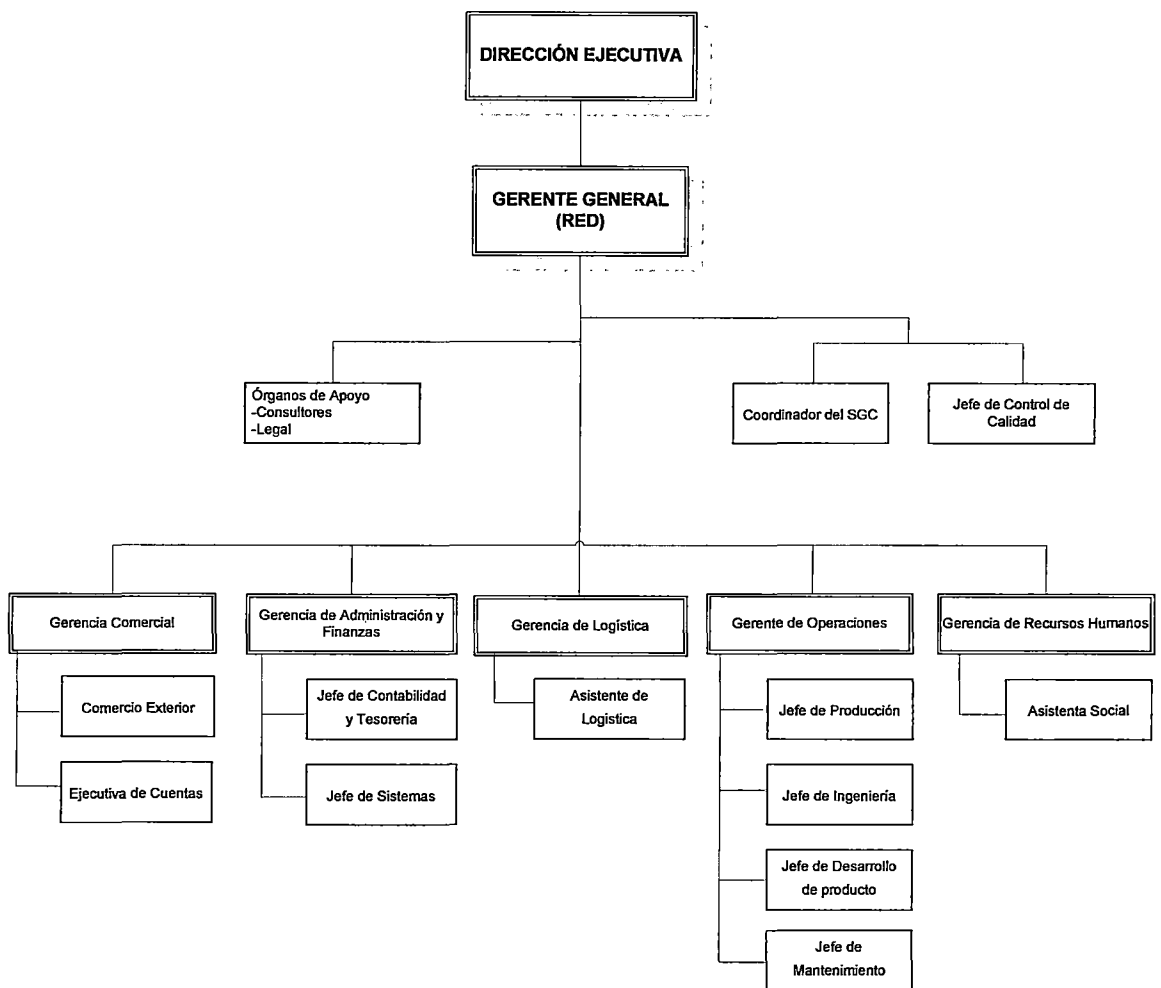 DIRECCIÓN EJECUTIVA
GERENTE GENERAL
(RED)
Órganos de Apoyo
-Consultores
-Legal
Coordinador del SGC
Jefe de Control de
Calidad
Gerencia Comercial
Gerencia de Administración y
Finanzas
Gerencia de Logística
Gerente de Operaciones
Gerencia de Recursos Humanos
Comercio Exterior
Ejecutiva de Cuentas
Jefe de Contabilidad
y Tesorería
Jefe de Sistemas
Asistente de
Logistica
Jefe de Producción
Jefe de Ingeniería
Jefe de Desarrollo
de producto
Jefe de
Mantenimiento
Asistenta Social